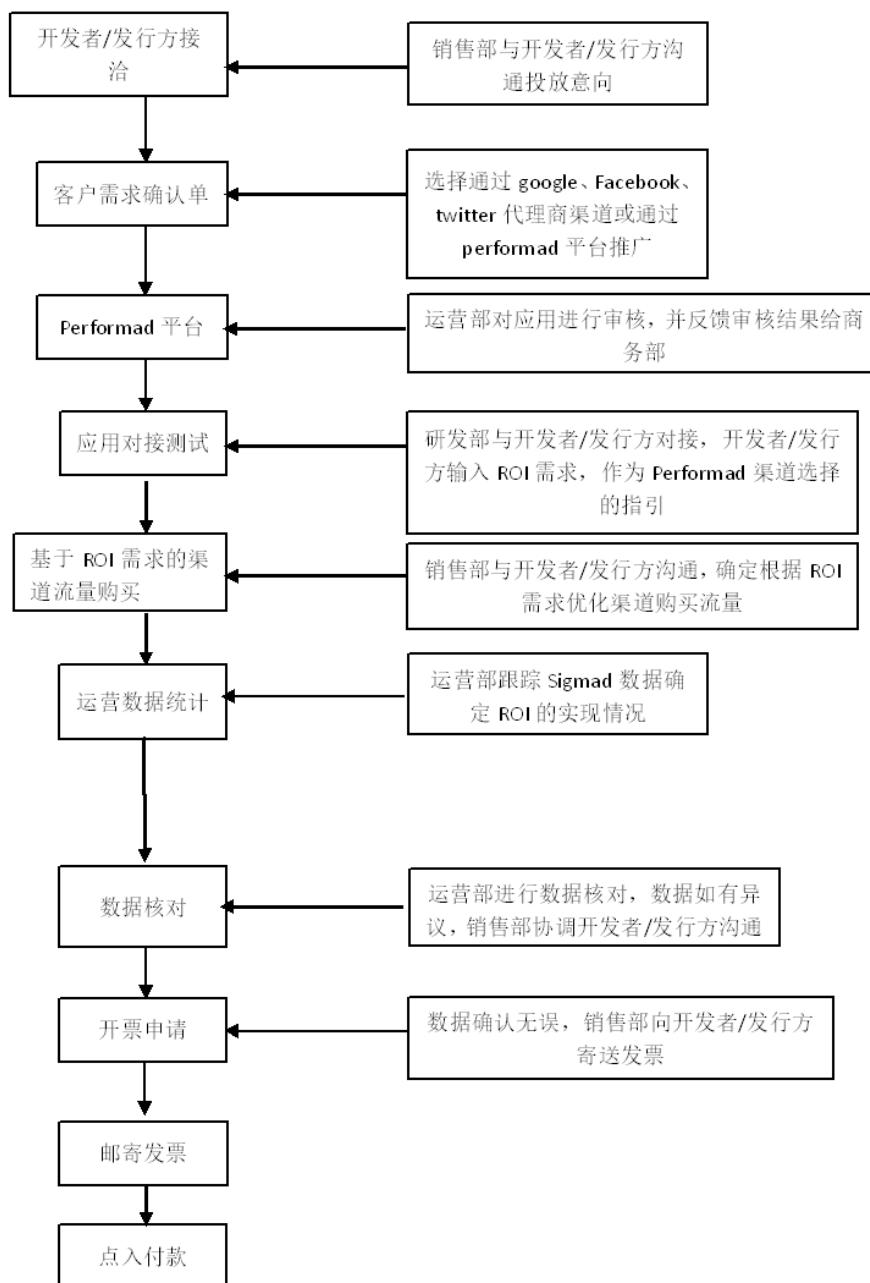 开发者/发行方接
洽
销售部与开发者/发行方沟
通投放意向
客户需求确认单
选择通过 google、Facebook、
twitter 代理商渠道或通过
performad 平台推广
Performad 平台
运营部对应用进行审核，并反馈审核结果给商
务部
应用对接测试
研发部与开发者/发行方对接，开发者/发行
方输入 ROI 需求，作为 Performad 渠道选择
的指引
基于 ROI 需求的渠
道流量购买
销售部与开发者/发行方沟通，确定根据 ROI
需求优化渠道购买流量
运营数据统计
运营部跟踪 Sigmad 数据确
定 ROI 的实现情况
数据核对
运营部进行数据核对，数据如有异
议，销售部协调开发者/发行方沟通
开票申请
数据确认无误，销售部向开发者/发行方
寄送发票
邮寄发票
点入付款